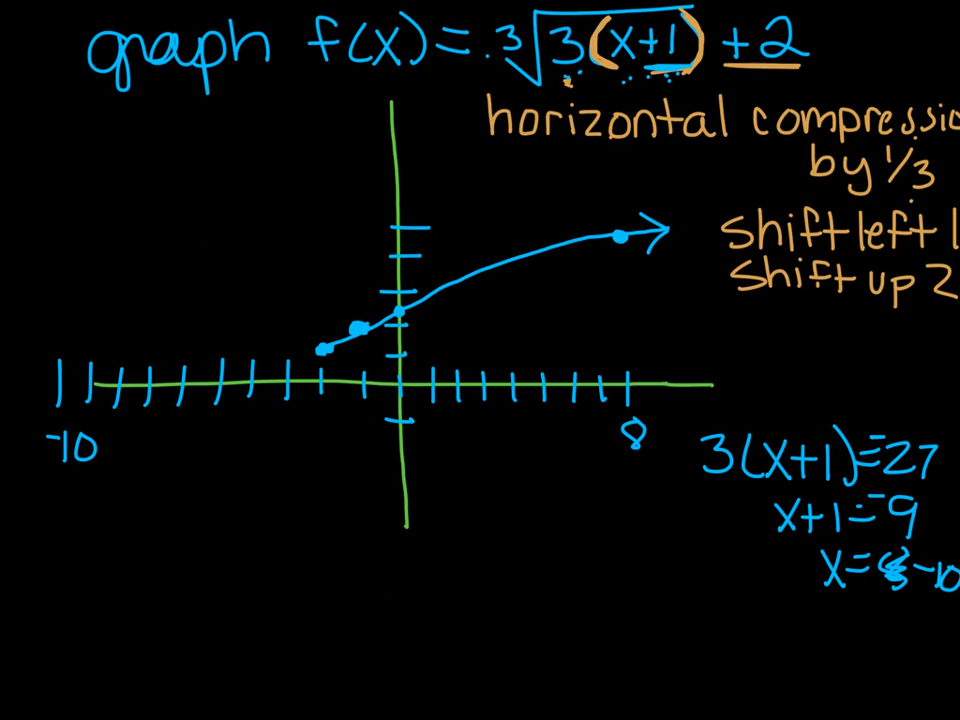 graph f(x) = ³√3(x+1) +2
horizontal compressio
by 1/3
shift left 1
shift up 2
-10
8
3(x+1)=-27
x+1=-9
x=-10